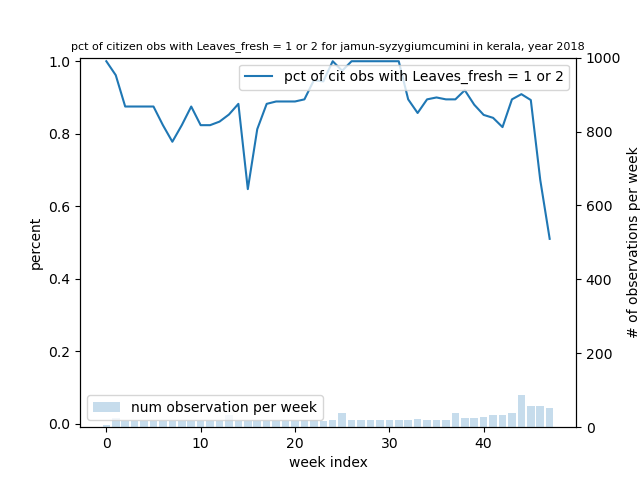 pct of citizen obs with Leaves_fresh = 1 or 2 for jamun-syzygiumcumini in kerala, year 2018
pct of cit obs with Leaves_fresh = 1 or 2
num observation per week
percent
1.0
0.8
0.6
0.4
0.2
0.0
# of observations per week
1000
800
600
400
200
0
0 10 20 30 40
week index